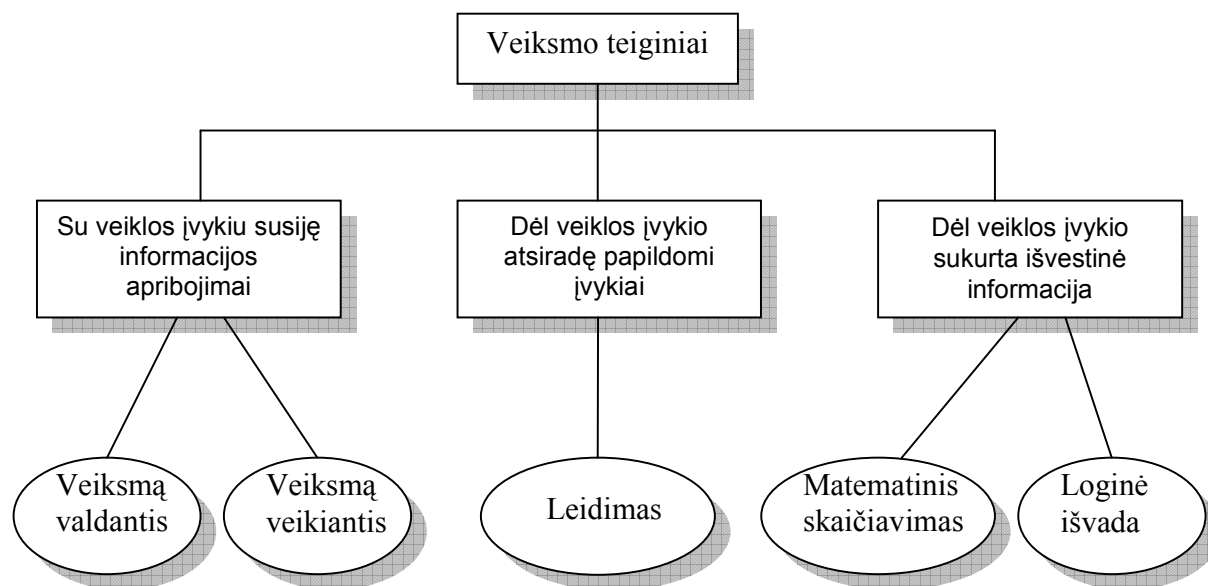 Veiksmo teiginiai
Su veiklos įvykiu susiję
informacijos
apribojimai
Dėl veiklos įvykio
atsiradę papildomi
įvykiai
Dėl veiklos įvykio
sukurta išvestinė
informacija
Veiksmą
valdantis
Veiksmą
veikiantis
Leidimas
Matematinis
skaičiavimas
Loginė
išvada